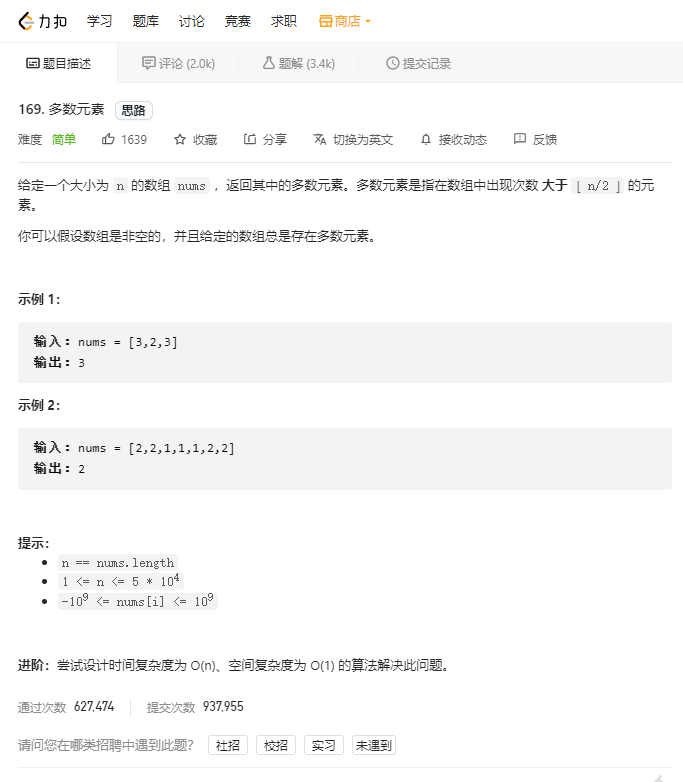 力扣 学习 题库 讨论 竞赛 求职 商店
题目描述 评论 (2.0k) 题解 (3.4k) 提交记录
169. 多数元素 思路
难度 简单 1639 收藏 分享 切换为英文 接收动态 反馈
给定一个大小为 n 的数组 nums ，返回其中的多数元素。多数元素是指在数组中出现次数 大于 ⌊ n/2 ⌋ 的元
素。
你可以假设数组是非空的，并且给定的数组总是存在多数元素。
示例 1：
输入：nums = [3,2,3]
输出：3
示例 2：
输入：nums = [2,2,1,1,1,2,2]
输出：2
提示：
n == nums.length
1 <= n <= 5 * 10⁴
-10⁹ <= nums[i] <= 10⁹
进阶：尝试设计时间复杂度为 O(n)、空间复杂度为 O(1) 的算法解决此问题。
通过次数 627,474 提交次数 937,955
请问您在哪类招聘中遇到此题？ 社招 校招 实习 未遇到